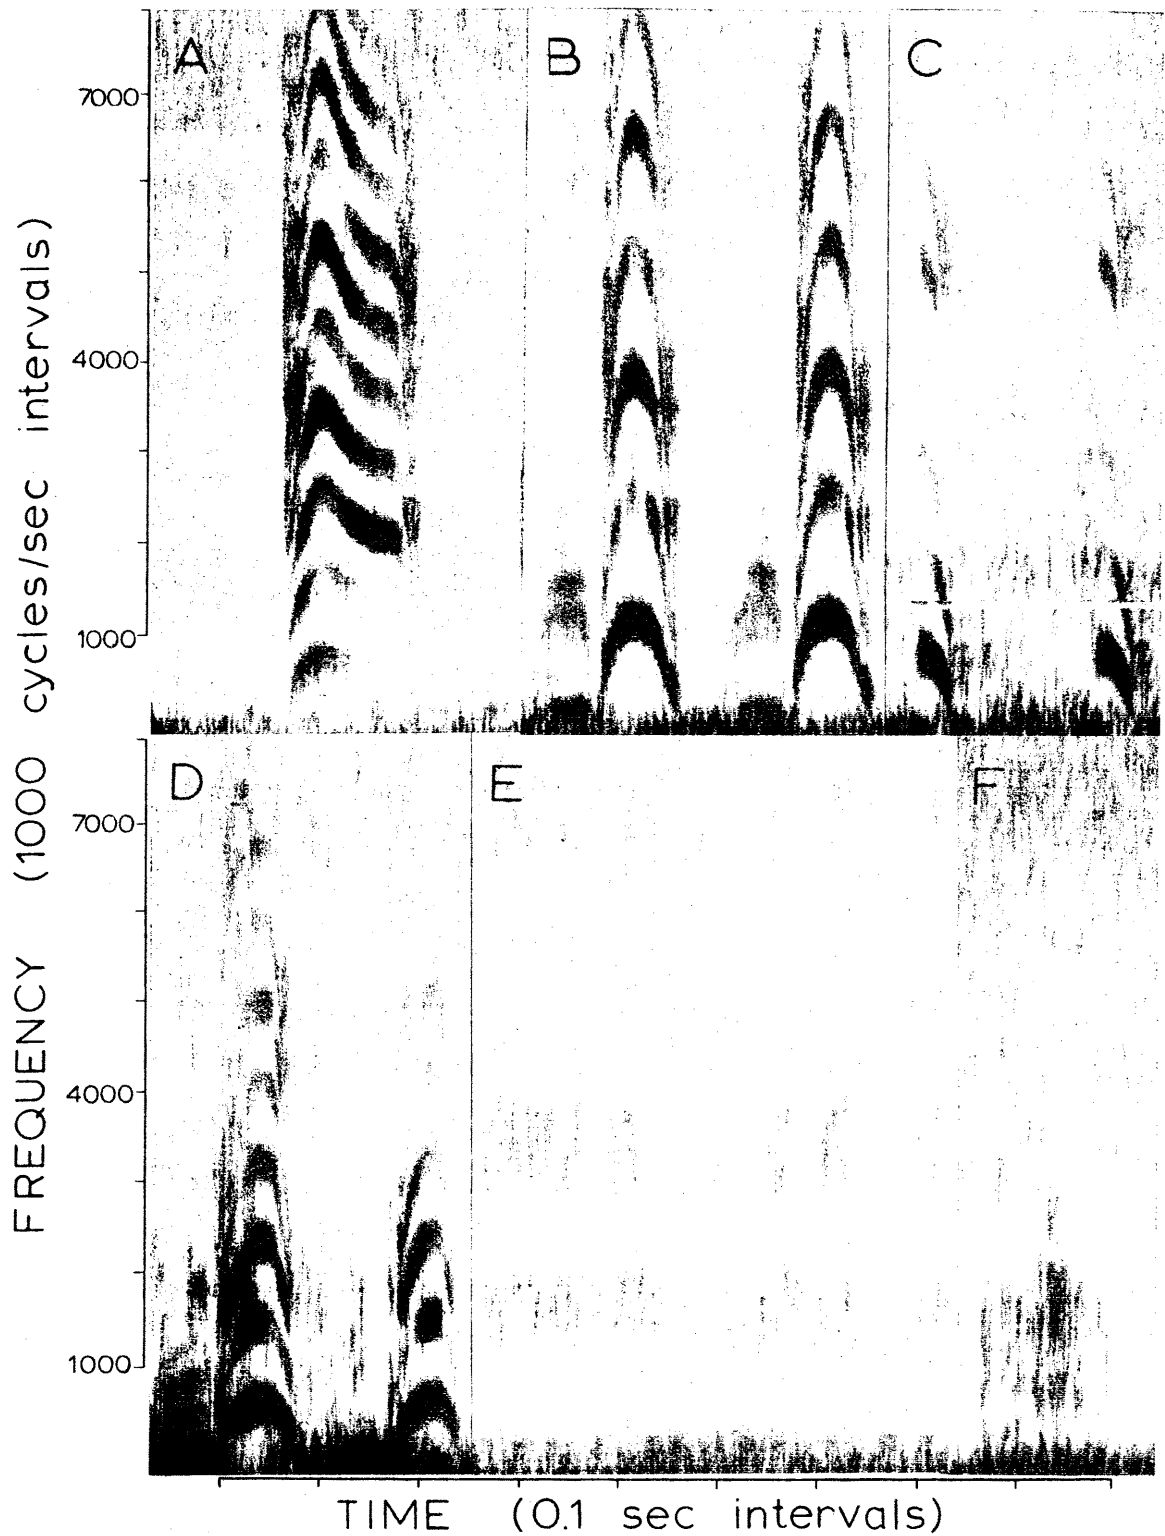 A B C
7000
4000
1000
D E F
7000
4000
1000
FREQUENCY (1000 cycles/sec intervals)
TIME (0.1 sec intervals)